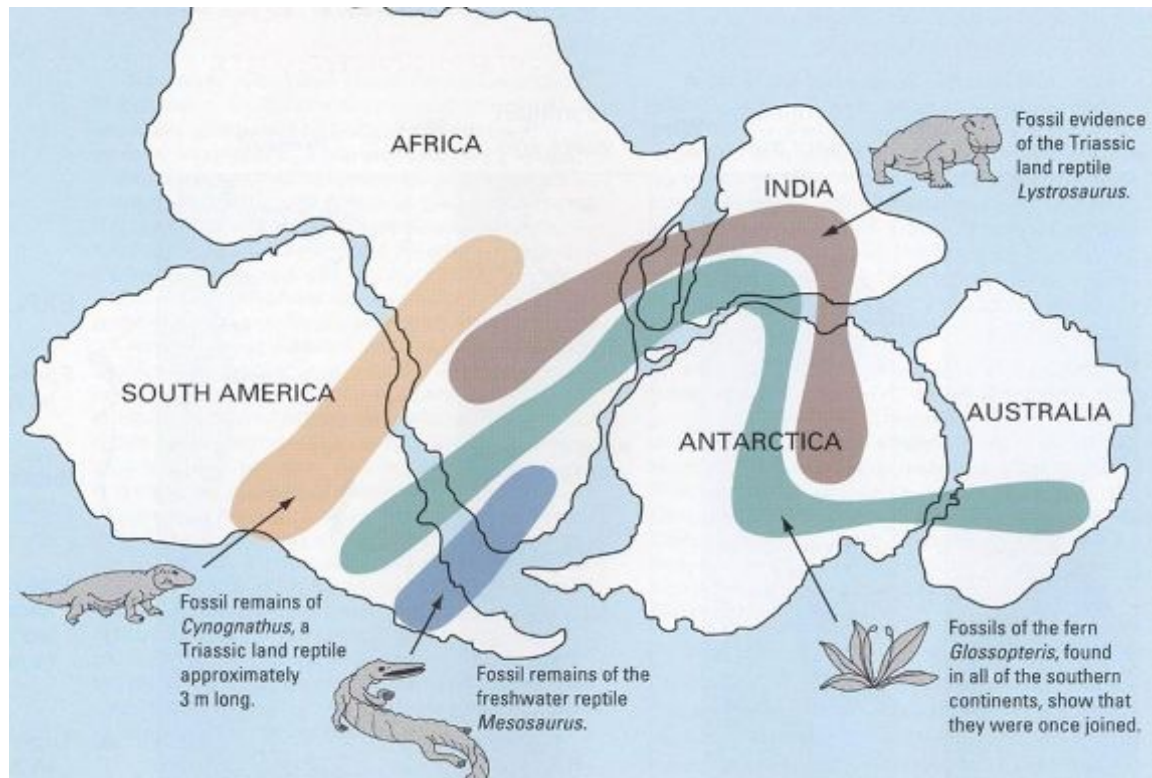 AFRICA
INDIA
Fossil evidence
of the Triassic
land reptile
Lystrosaurus.
SOUTH AMERICA
ANTARCTICA
AUSTRALIA
Fossil remains of
Cynognathus, a
Triassic land reptile
approximately
3 m long.
Fossil remains of the
freshwater reptile
Mesosaurus.
Fossils of the fern
Glossopteris, found
in all of the southern
continents, show that
they were once joined.